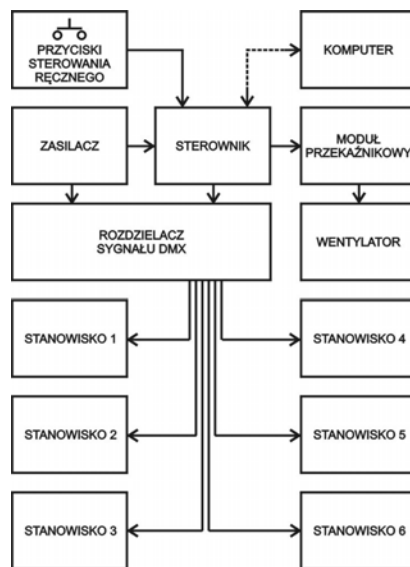 PRZYCISKI
STEROWANIA
RĘCZNEGO
KOMPUTER
ZASILACZ
STEROWNIK
MODUŁ
PRZEKAŹNIKOWY
ROZDZIELACZ
SYGNAŁU DMX
WENTYLATOR
STANOWISKO 1
STANOWISKO 4
STANOWISKO 2
STANOWISKO 5
STANOWISKO 3
STANOWISKO 6